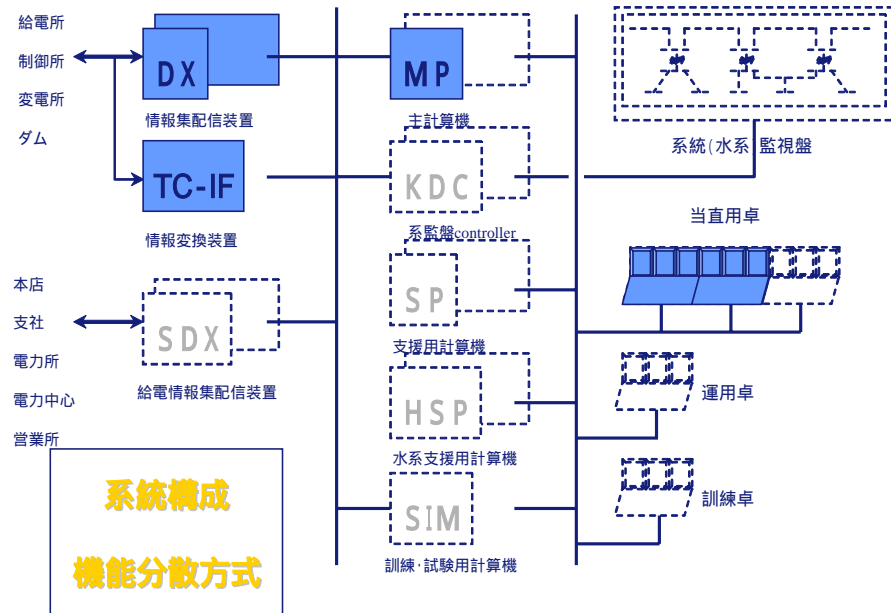 給電所
制御所
変電所
ダム
DX
情報集配信装置
TC-IF
情報変換装置
本店
支社
電力所
電力中心
営業所
SDX
給電情報集配信装置
MP
主計算機
KDC
系監盤controller
SP
支援用計算機
HSP
水系支援用計算機
SIM
訓練・試験用計算機
系統(水系 監視盤
当直用卓
運用卓
訓練卓
系統構成
機能分散方式